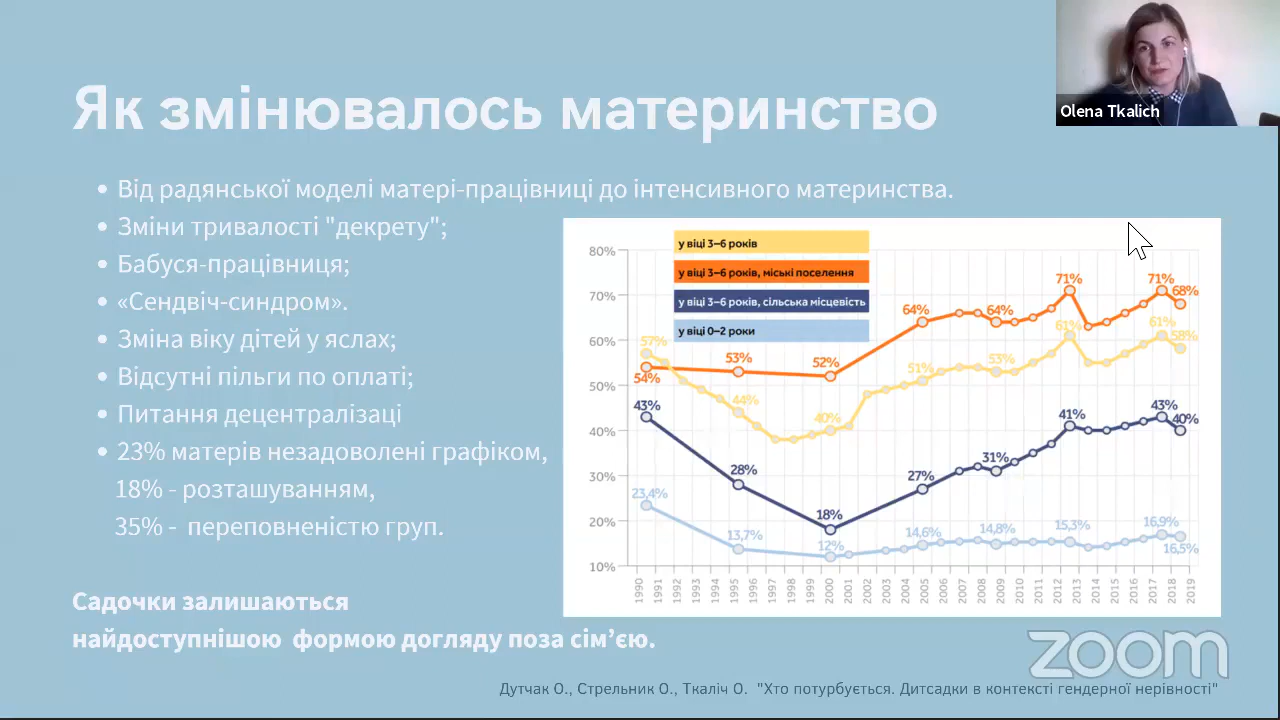 Olena Tkalich
Як змінювалось материнство
• Від радянської моделі матері-працівниці до інтенсивного материнства.
• Зміни тривалості "декрету";
• Бабуся-працівниця;
• «Сендвіч-синдром».
• Зміна віку дітей у яслах;
• Відсутні пільги по оплаті;
• Питання децентралізаці
• 23% матерів незадоволені графіком,
18% - розташуванням,
35% - переповненістю груп.
Садочки залишаються
найдоступнішою формою догляду поза сім’єю.
у віці 3–6 років
у віці 3–6 років, міські поселення
у віці 3–6 років, сільська місцевість
у віці 0–2 роки
80%
70%
60%
50%
40%
30%
20%
10%
54% 53% 52% 64% 64% 71% 71% 68%
57% 44% 40% 51% 53% 61% 61% 58%
43% 28% 18% 27% 31% 41% 43% 40%
23,4% 13,7% 12% 14,6% 14,8% 15,3% 16,9% 16,5%
1990 1991 1992 1993 1994 1995 1996 1997 1998 1999 2000 2001 2002 2003 2004 2005 2006 2007 2008 2009 2010 2011 2012 2013 2014 2015 2016 2017 2018 2019
zoom
Дутчак О., Стрельник О., Ткаліч О. "Хто потурбується. Дитсадки в контексті гендерної нерівності"